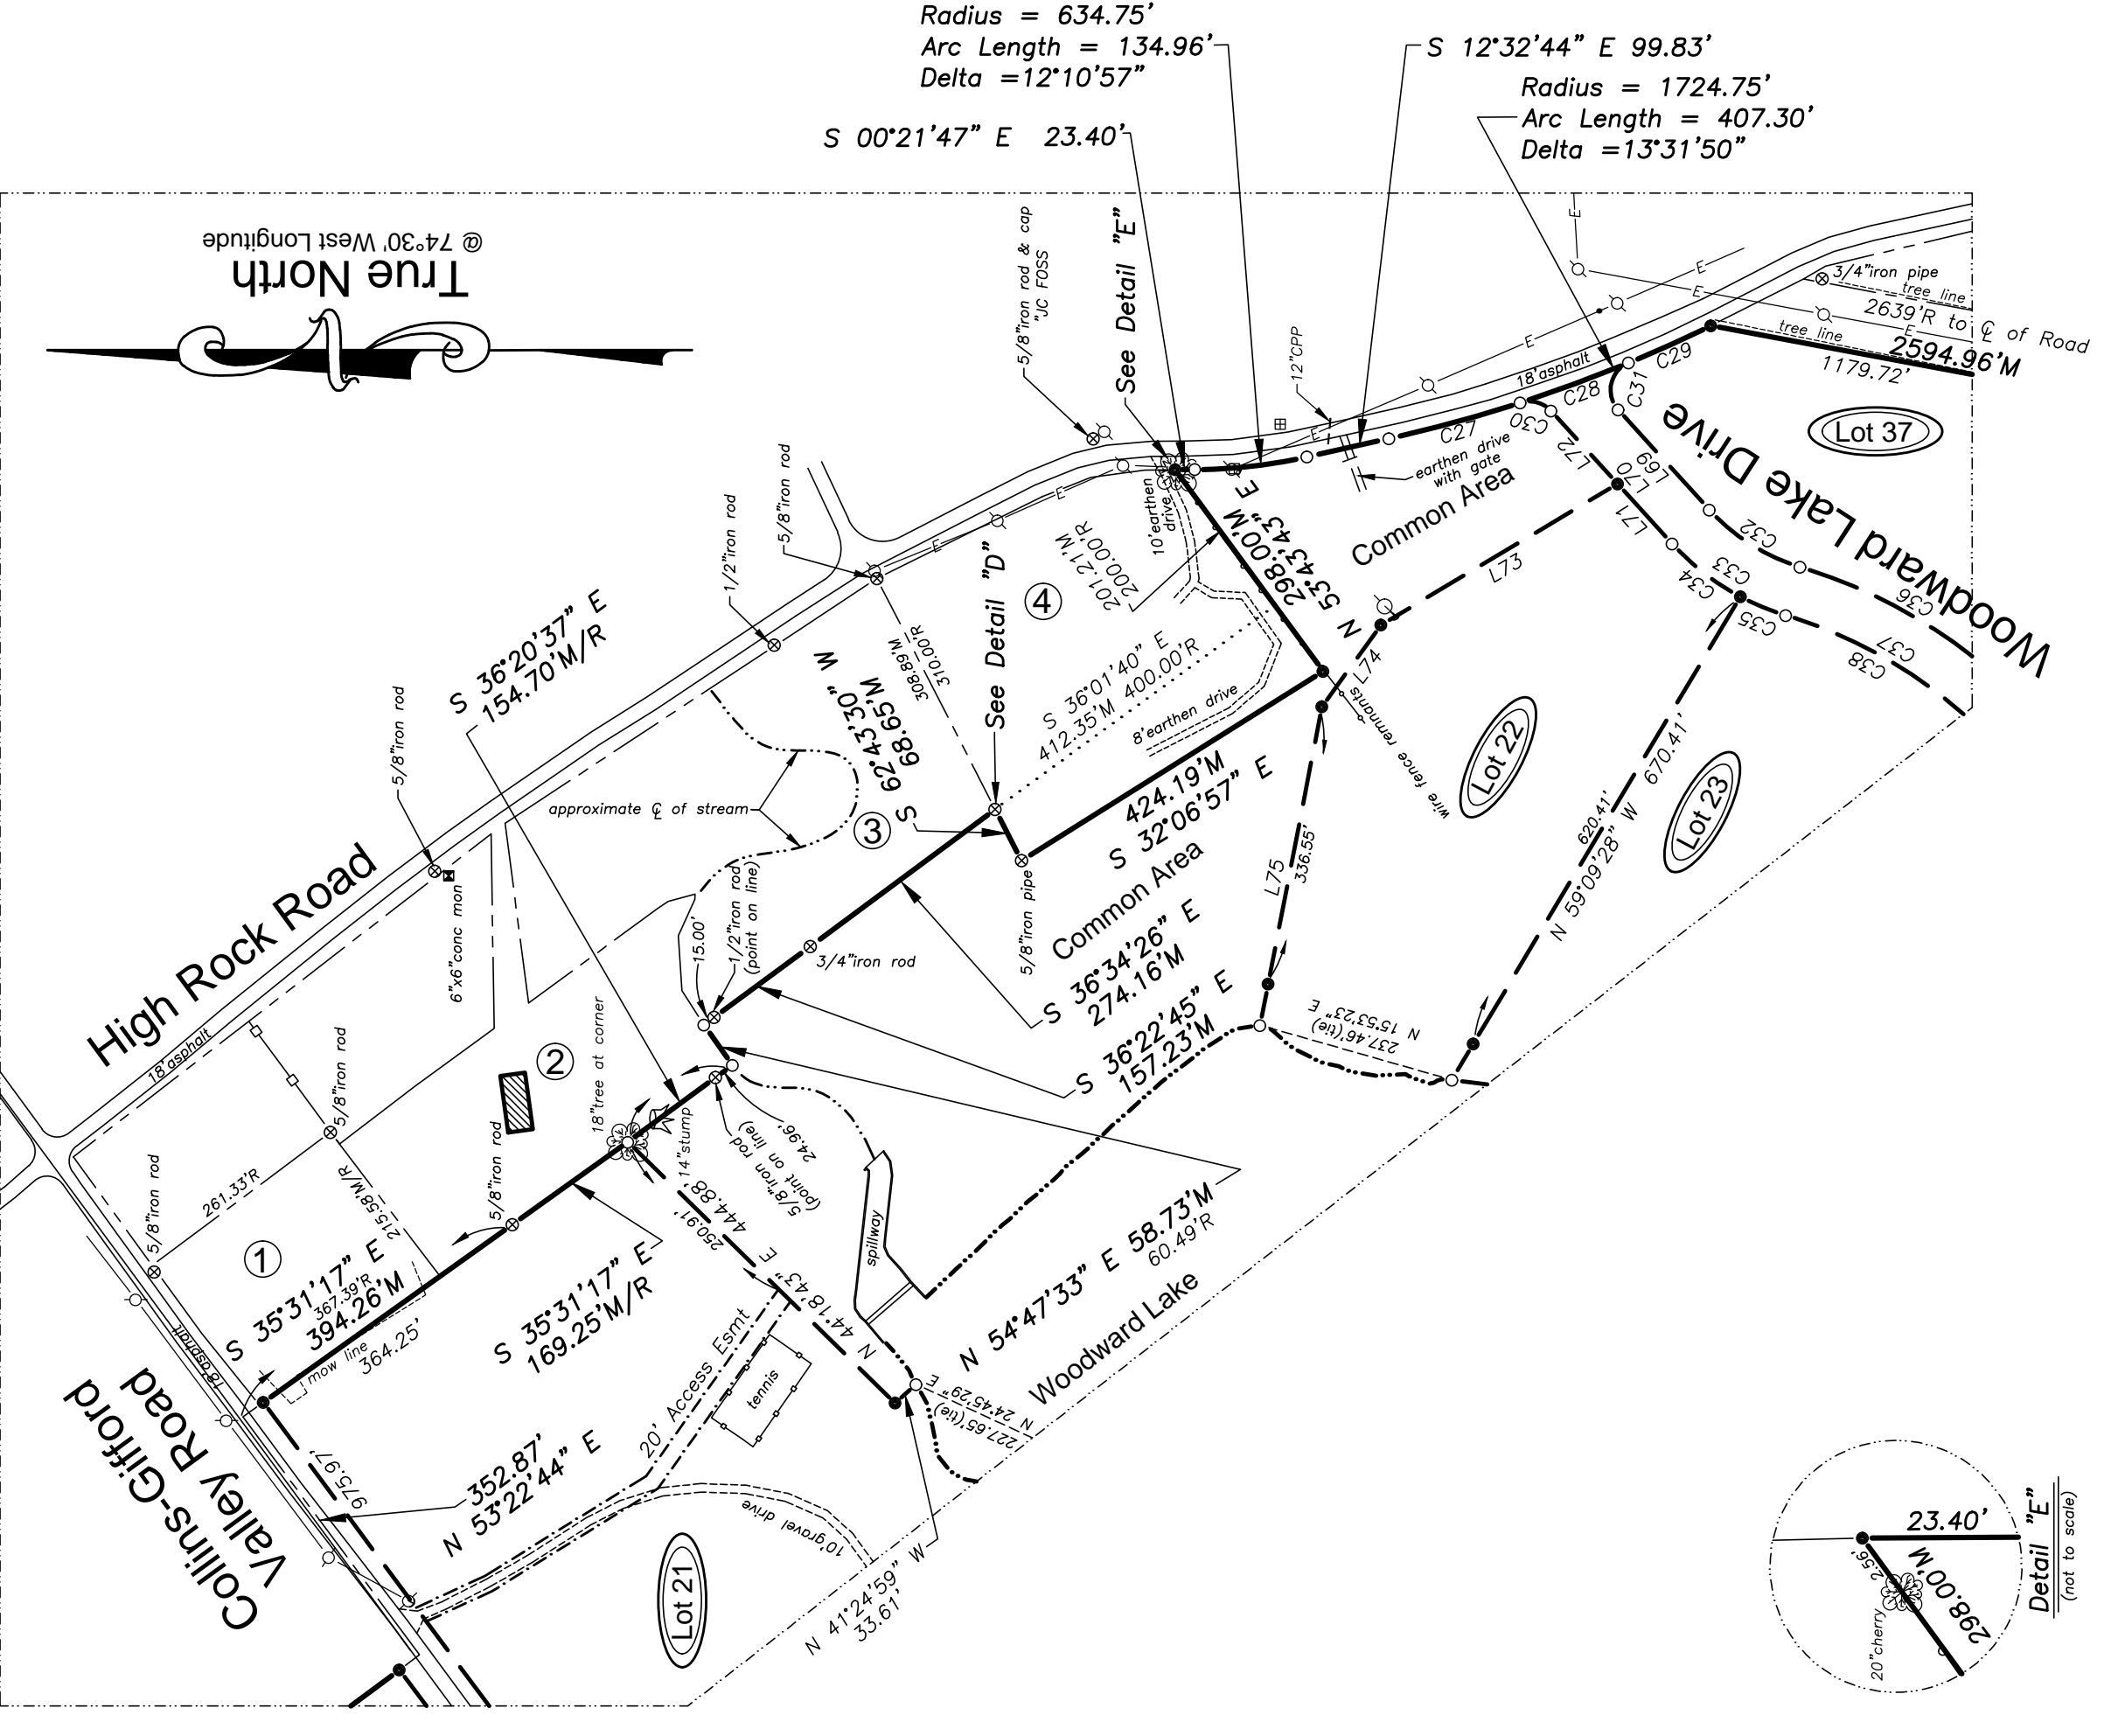 Radius = 634.75'
Arc Length = 134.96'
Delta =12°10'57"
S 12°32'44" E 99.83'
Radius = 1724.75'
Arc Length = 407.30'
Delta =13°31'50"
S 00°21'47" E 23.40'
True North
@ 74°30' West Longitude
5/8"iron rod & cap
"JC FOSS
See Detail "E"
12"CPP
E
E
E
E
E
E
E
E
E
3/4"iron pipe
tree line
2639'R to ℄ of Road
tree line
2594.96'M
1179.72'
Lot 37
18'asphalt
C29
C28
C31
C27
C30
L72
L69
L70
L71
C32
C33
C34
C35
C36
C37
C38
Woodward Lake Drive
earthen drive
with gate
Common Area
L73
L74
5/8"iron rod
1/2"iron rod
10'earthen
drive
N 53°43'43" E
298.00'M
201.21'M
200.00'R
4
See Detail "D"
308.89'M
310.00'R
S 36°01'40" E
412.35'M 400.00'R
8'earthen drive
S 36°20'37" E
154.70'M/R
S 62°43'30" W
68.65'M
5/8"iron rod
approximate ℄ of stream
3
424.19'M
S 32°06'57" E
Common Area
wire fence remnants
Lot 22
Lot 23
620.41'
N 59°09'28" W 670.41'
L75
336.55'
High Rock Road
6"x6"conc mon
15.00'
1/2"iron rod
(point on line)
3/4"iron rod
5/8"iron pipe
S 36°34'26" E
274.16'M
S 36°22'45" E
157.23'M
N 15°53'23" E
237.46'(tie)
18'asphalt
5/8"iron rod
2
18"tree at corner
14"stump
5/8"iron rod
(point on line)
24.96'
5/8"iron rod
5/8"iron rod
261.33'R
215.58'M/R
1
S 35°31'17" E
367.39'R
394.26'M
mow line
364.25'
S 35°31'17" E
169.25'M/R
N 44°18'43" E
444.88'
250.91'
spillway
N 54°47'33" E 58.73'M
60.49'R
Woodward Lake
N 24°45'29" E
227.65'(tie)
18'asphalt
Collins-Gifford
Valley Road
975.97'
352.87'
N 53°22'44" E
20' Access Esmt
tennis
10'gravel drive
Lot 21
N 41°24'59" W
33.61'
23.40'
2.56'
298.00'M
20"cherry
Detail "E"
(not to scale)